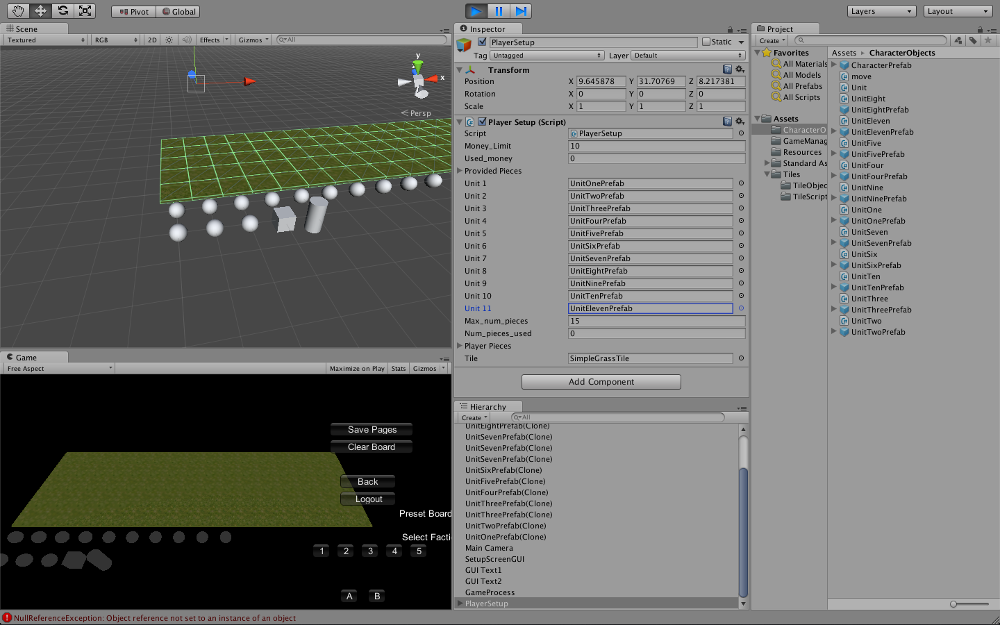 Pivot Global Layers Layout
Scene
Textured RGB 2D Effects Gizmos All
y
x
Persp
Game
Free Aspect Maximize on Play Stats Gizmos
Save Pages
Clear Board
Back
Logout
Preset Board
Select Facti
1 2 3 4 5
A B
Inspector
PlayerSetup Static
Tag Untagged Layer Default
Transform
Position X 9.645878 Y 31.70769 Z 8.217381
Rotation X 0 Y 0 Z 0
Scale X 1 Y 1 Z 1
Player Setup (Script)
Script PlayerSetup
Money_Limit 10
Used_money 0
Provided Pieces
Unit 1 UnitOnePrefab
Unit 2 UnitTwoPrefab
Unit 3 UnitThreePrefab
Unit 4 UnitFourPrefab
Unit 5 UnitFivePrefab
Unit 6 UnitSixPrefab
Unit 7 UnitSevenPrefab
Unit 8 UnitEightPrefab
Unit 9 UnitNinePrefab
Unit 10 UnitTenPrefab
Unit 11 UnitElevenPrefab
Max_num_pieces 15
Num_pieces_used 0
Player Pieces
Tile SimpleGrassTile
Add Component
Hierarchy
Create All
UnitEightPrefab(Clone)
UnitSevenPrefab(Clone)
UnitSevenPrefab(Clone)
UnitSevenPrefab(Clone)
UnitSixPrefab(Clone)
UnitFivePrefab(Clone)
UnitFourPrefab(Clone)
UnitThreePrefab(Clone)
UnitThreePrefab(Clone)
UnitTwoPrefab(Clone)
UnitOnePrefab(Clone)
Main Camera
SetupScreenGUI
GUI Text1
GUI Text2
GameProcess
PlayerSetup
Project
Create
Favorites
All Materials
All Models
All Prefabs
All Scripts
Assets
CharacterO
GameManag
Resources
Standard As
Tiles
TileObjec
TileScript
Assets CharacterObjects
CharacterPrefab
move
Unit
UnitEight
UnitEightPrefab
UnitEleven
UnitElevenPrefab
UnitFive
UnitFivePrefab
UnitFour
UnitFourPrefab
UnitNine
UnitNinePrefab
UnitOne
UnitOnePrefab
UnitSeven
UnitSevenPrefab
UnitSix
UnitSixPrefab
UnitTen
UnitTenPrefab
UnitThree
UnitThreePrefab
UnitTwo
UnitTwoPrefab
NullReferenceException: Object reference not set to an instance of an object